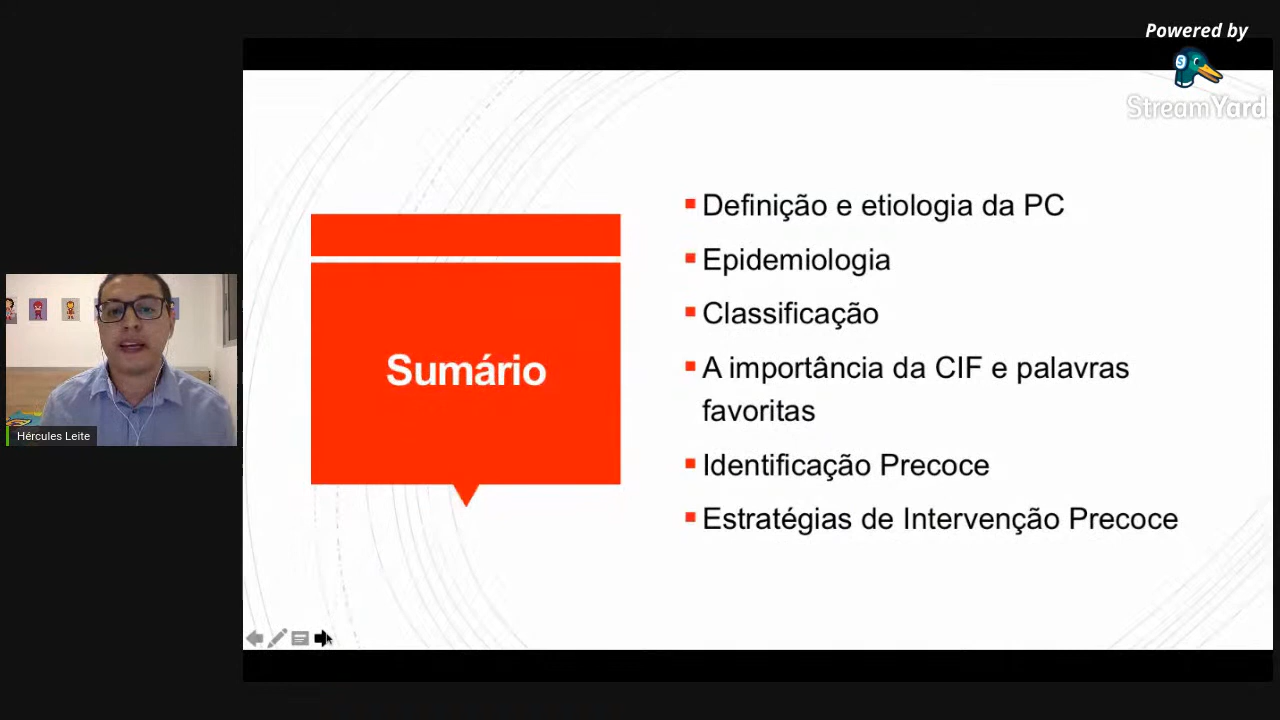 Powered by
StreamYard
Definição e etiologia da PC
Epidemiologia
Classificação
A importância da CIF e palavras
favoritas
Identificação Precoce
Estratégias de Intervenção Precoce
Sumário
Hércules Leite